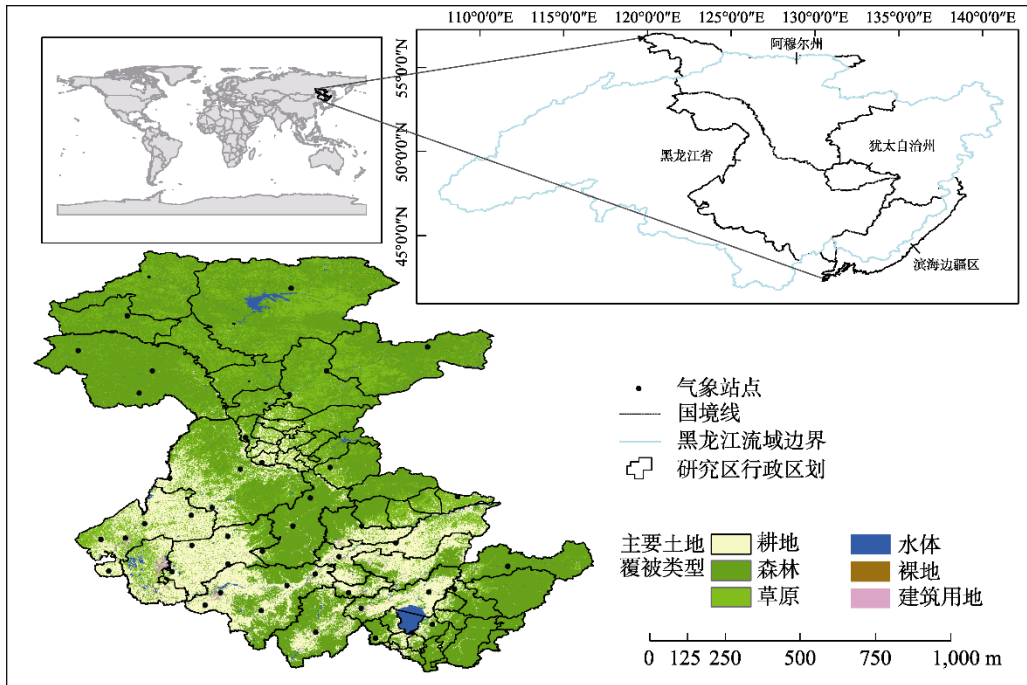 110°0′0″E 115°0′0″E 120°0′0″E 125°0′0″E 130°0′0″E 135°0′0″E 140°0′0″E
55°0′0″N
50°0′0″N
45°0′0″N
阿穆尔州
犹太自治州
黑龙江省
滨海边疆区
气象站点
国境线
黑龙江流域边界
研究区行政区划
主要土地
覆被类型
耕地
森林
草原
水体
裸地
建筑用地
0 125 250 500 750 1,000 m